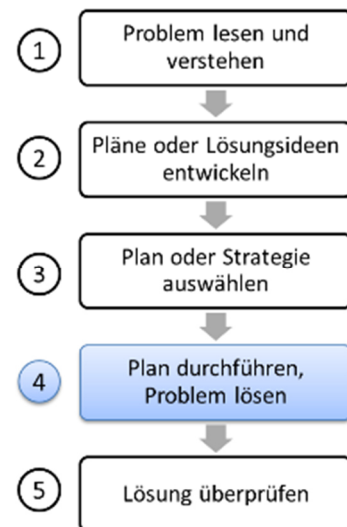 1
Problem lesen und
verstehen
2
Pläne oder Lösungsideen
entwickeln
3
Plan oder Strategie
auswählen
4
Plan durchführen,
Problem lösen
5
Lösung überprüfen